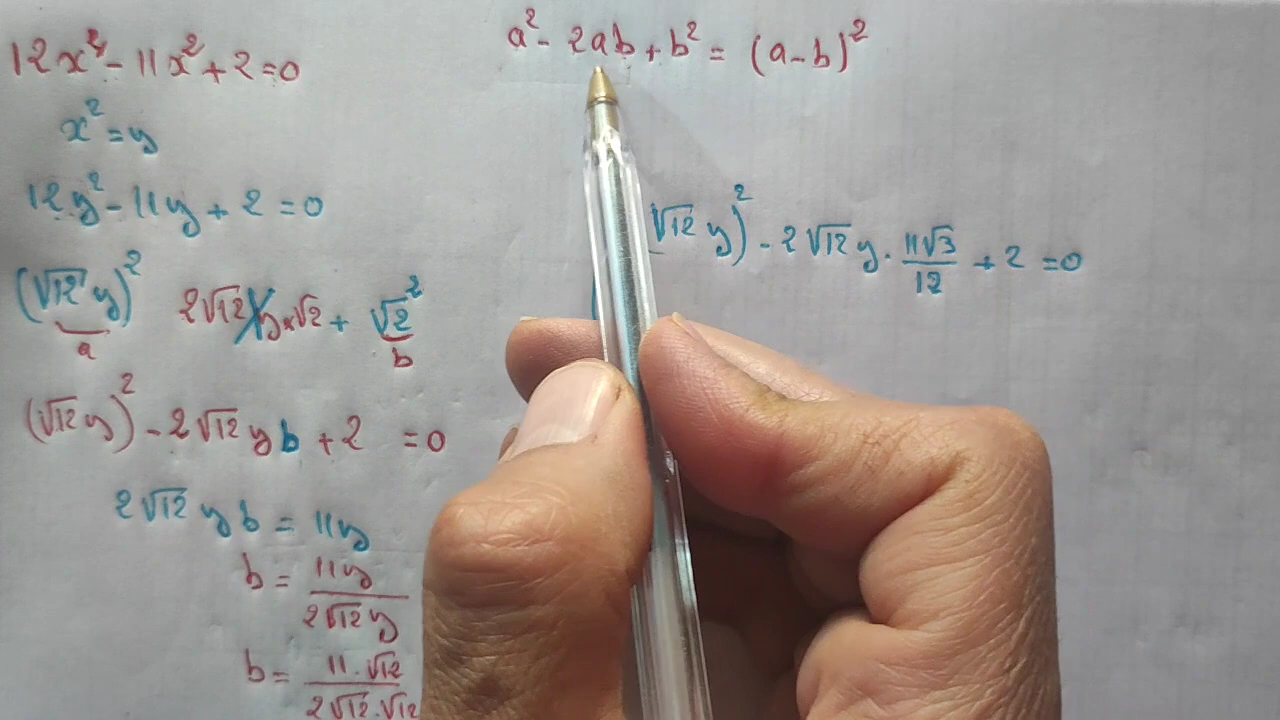 12x⁴ - 11x² + 2 = 0
x² = y
12y² - 11y + 2 = 0
(√12 y)² 2√12 y × √2 + √2²
a b
(√12 y)² - 2√12 y b + 2 = 0
2√12 y b = 11y
b = 11y / 2√12 y
b = 11 · √12 / 2√12 · √12
a² - 2ab + b² = (a - b)²
√12 y)² - 2√12 y · 11√3 / 12 + 2 = 0